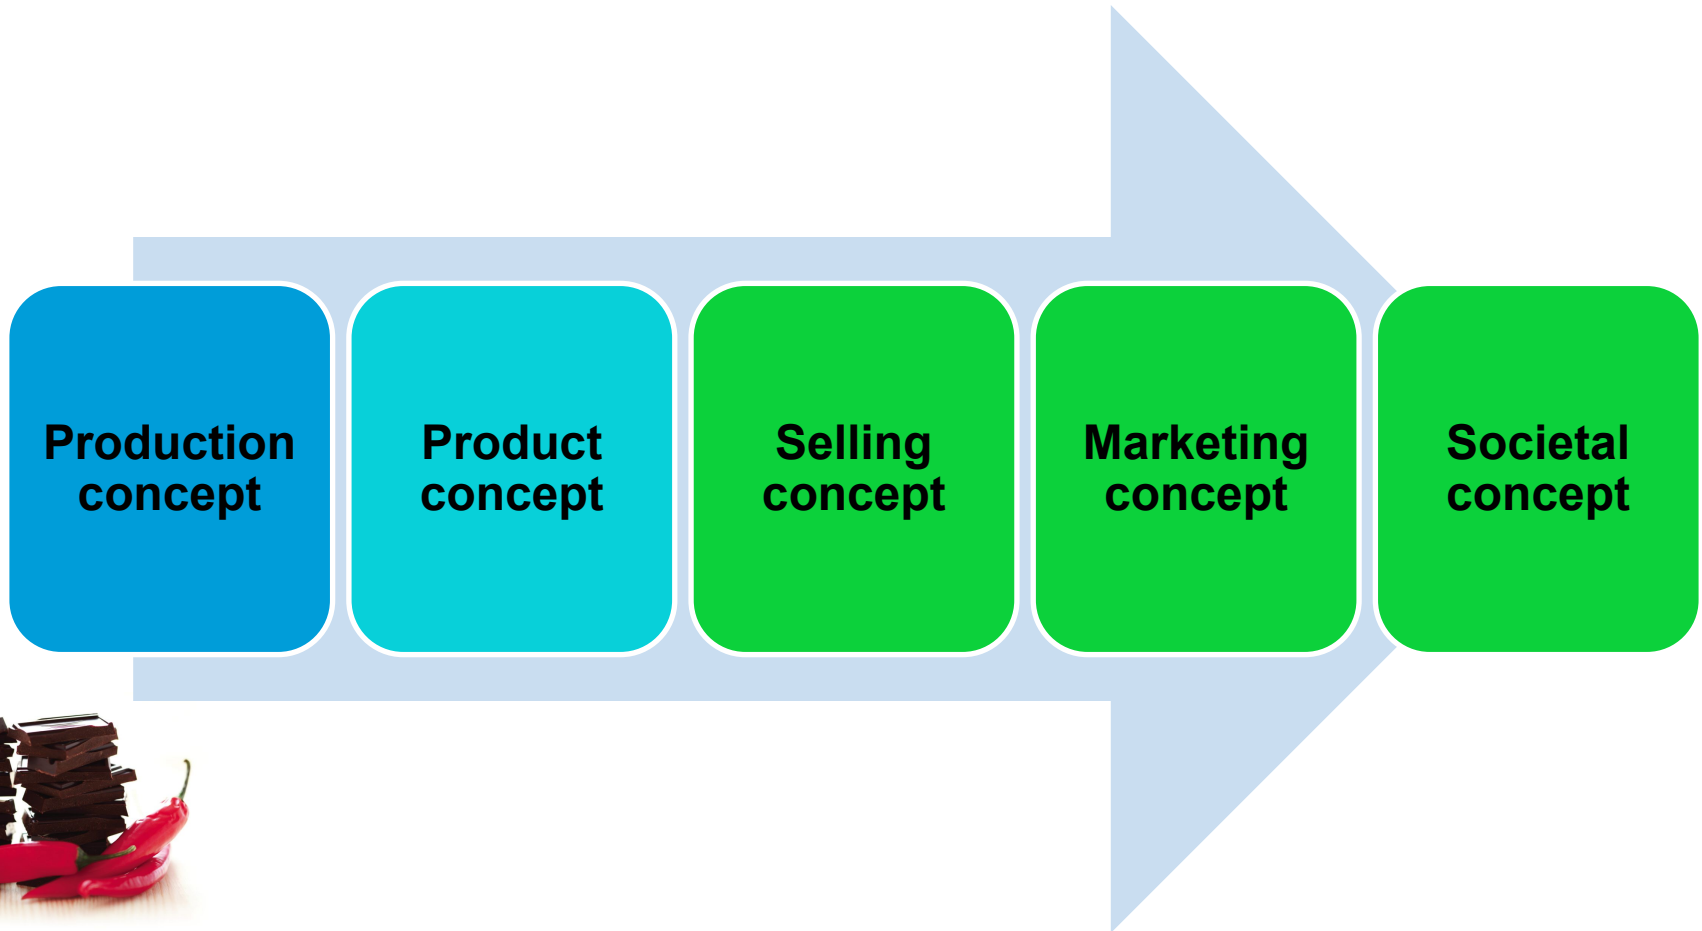 Production
concept
Product
concept
Selling
concept
Marketing
concept
Societal
concept